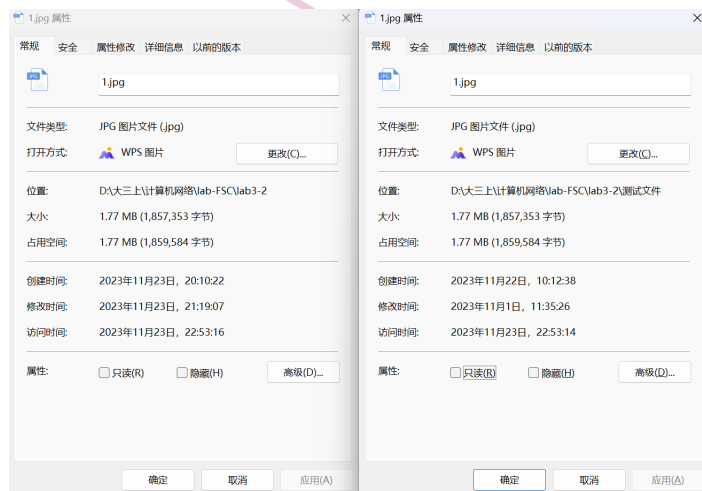 1.jpg 属性
常规 安全 属性修改 详细信息 以前的版本
JPG
1.jpg
文件类型: JPG 图片文件 (.jpg)
打开方式: WPS 图片 更改(C)...
位置: D:\大三上\计算机网络\lab-FSC\lab3-2
大小: 1.77 MB (1,857,353 字节)
占用空间: 1.77 MB (1,859,584 字节)
创建时间: 2023年11月23日，20:10:22
修改时间: 2023年11月23日，21:19:07
访问时间: 2023年11月23日，22:53:16
属性: 只读(R) 隐藏(H) 高级(D)...
确定 取消 应用(A)
1.jpg 属性
常规 安全 属性修改 详细信息 以前的版本
JPG
1.jpg
文件类型: JPG 图片文件 (.jpg)
打开方式: WPS 图片 更改(C)...
位置: D:\大三上\计算机网络\lab-FSC\lab3-2\测试文件
大小: 1.77 MB (1,857,353 字节)
占用空间: 1.77 MB (1,859,584 字节)
创建时间: 2023年11月22日，10:12:38
修改时间: 2023年11月1日，11:35:26
访问时间: 2023年11月23日，22:53:14
属性: 只读(R) 隐藏(H) 高级(D)...
确定 取消 应用(A)